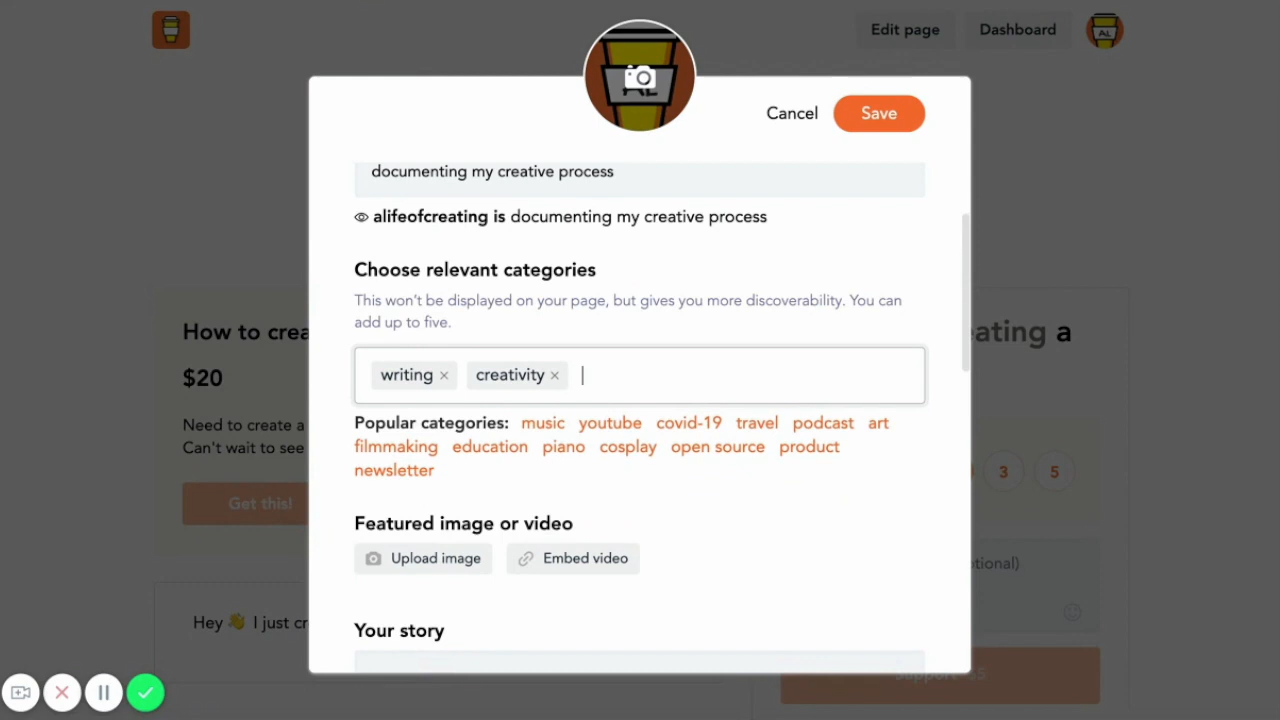 Edit page
Dashboard
AL
Cancel
Save
documenting my creative process
alifeofcreating is documenting my creative process
Choose relevant categories
This won't be displayed on your page, but gives you more discoverability. You can
add up to five.
writing × creativity ×
Popular categories: music youtube covid-19 travel podcast art
filmmaking education piano cosplay open source product
newsletter
Featured image or video
Upload image
Embed video
Your story
How to crea
$20
Need to create a
Can't wait to see
Get this!
Hey 👋 I just cr
eating a
3
5
tional)
Support $5